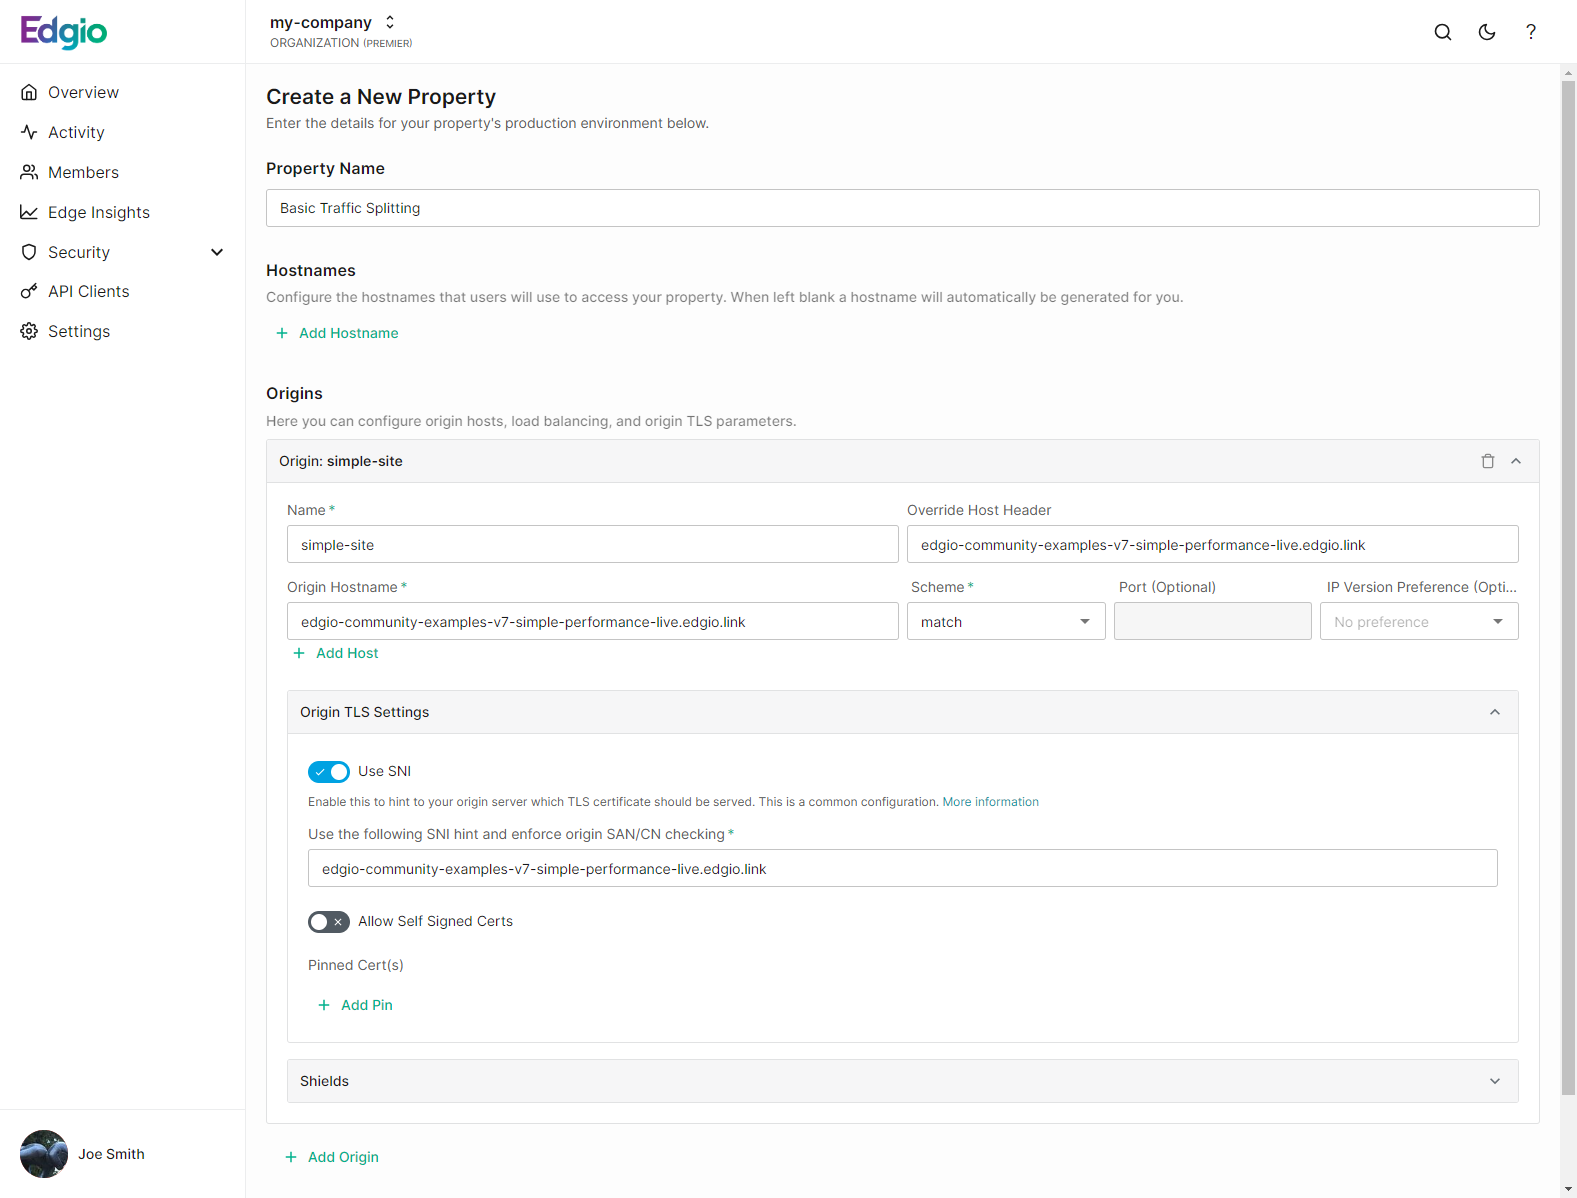 Edgio
my-company
ORGANIZATION (PREMIER)
?
Overview
Activity
Members
Edge Insights
Security
API Clients
Settings
Create a New Property
Enter the details for your property's production environment below.
Property Name
Basic Traffic Splitting
Hostnames
Configure the hostnames that users will use to access your property. When left blank a hostname will automatically be generated for you.
+ Add Hostname
Origins
Here you can configure origin hosts, load balancing, and origin TLS parameters.
Origin: simple-site
Name * Override Host Header
simple-site edgio-community-examples-v7-simple-performance-live.edgio.link
Origin Hostname * Scheme * Port (Optional) IP Version Preference (Opti...
edgio-community-examples-v7-simple-performance-live.edgio.link match No preference
+ Add Host
Origin TLS Settings
Use SNI
Enable this to hint to your origin server which TLS certificate should be served. This is a common configuration. More information
Use the following SNI hint and enforce origin SAN/CN checking *
edgio-community-examples-v7-simple-performance-live.edgio.link
Allow Self Signed Certs
Pinned Cert(s)
+ Add Pin
Shields
+ Add Origin
Joe Smith